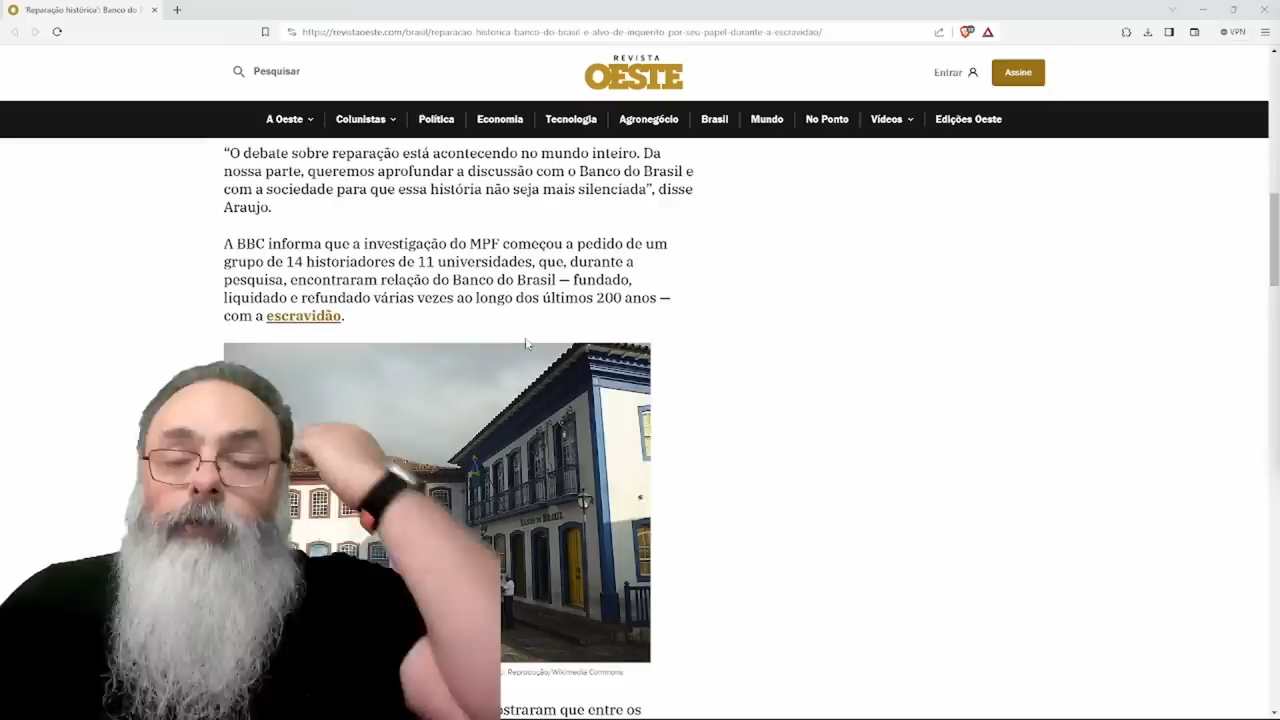 'Reparação histórica': Banco do
https://revistaoeste.com/brasil/reparacao-historica-banco-do-brasil-e-alvo-de-inquerito-por-seu-papel-durante-a-escravidao/
VPN
Pesquisar
REVISTA
OESTE
Entrar
Assine
A Oeste
Colunistas
Política
Economia
Tecnologia
Agronegócio
Brasil
Mundo
No Ponto
Vídeos
Edições Oeste
“O debate sobre reparação está acontecendo no mundo inteiro. Da
nossa parte, queremos aprofundar a discussão com o Banco do Brasil e
com a sociedade para que essa história não seja mais silenciada”, disse
Araujo.
A BBC informa que a investigação do MPF começou a pedido de um
grupo de 14 historiadores de 11 universidades, que, durante a
pesquisa, encontraram relação do Banco do Brasil — fundado,
liquidado e refundado várias vezes ao longo dos últimos 200 anos —
com a escravidão.
BANCO DO BRASIL
Reprodução/Wikimedia Commons
ostraram que entre os